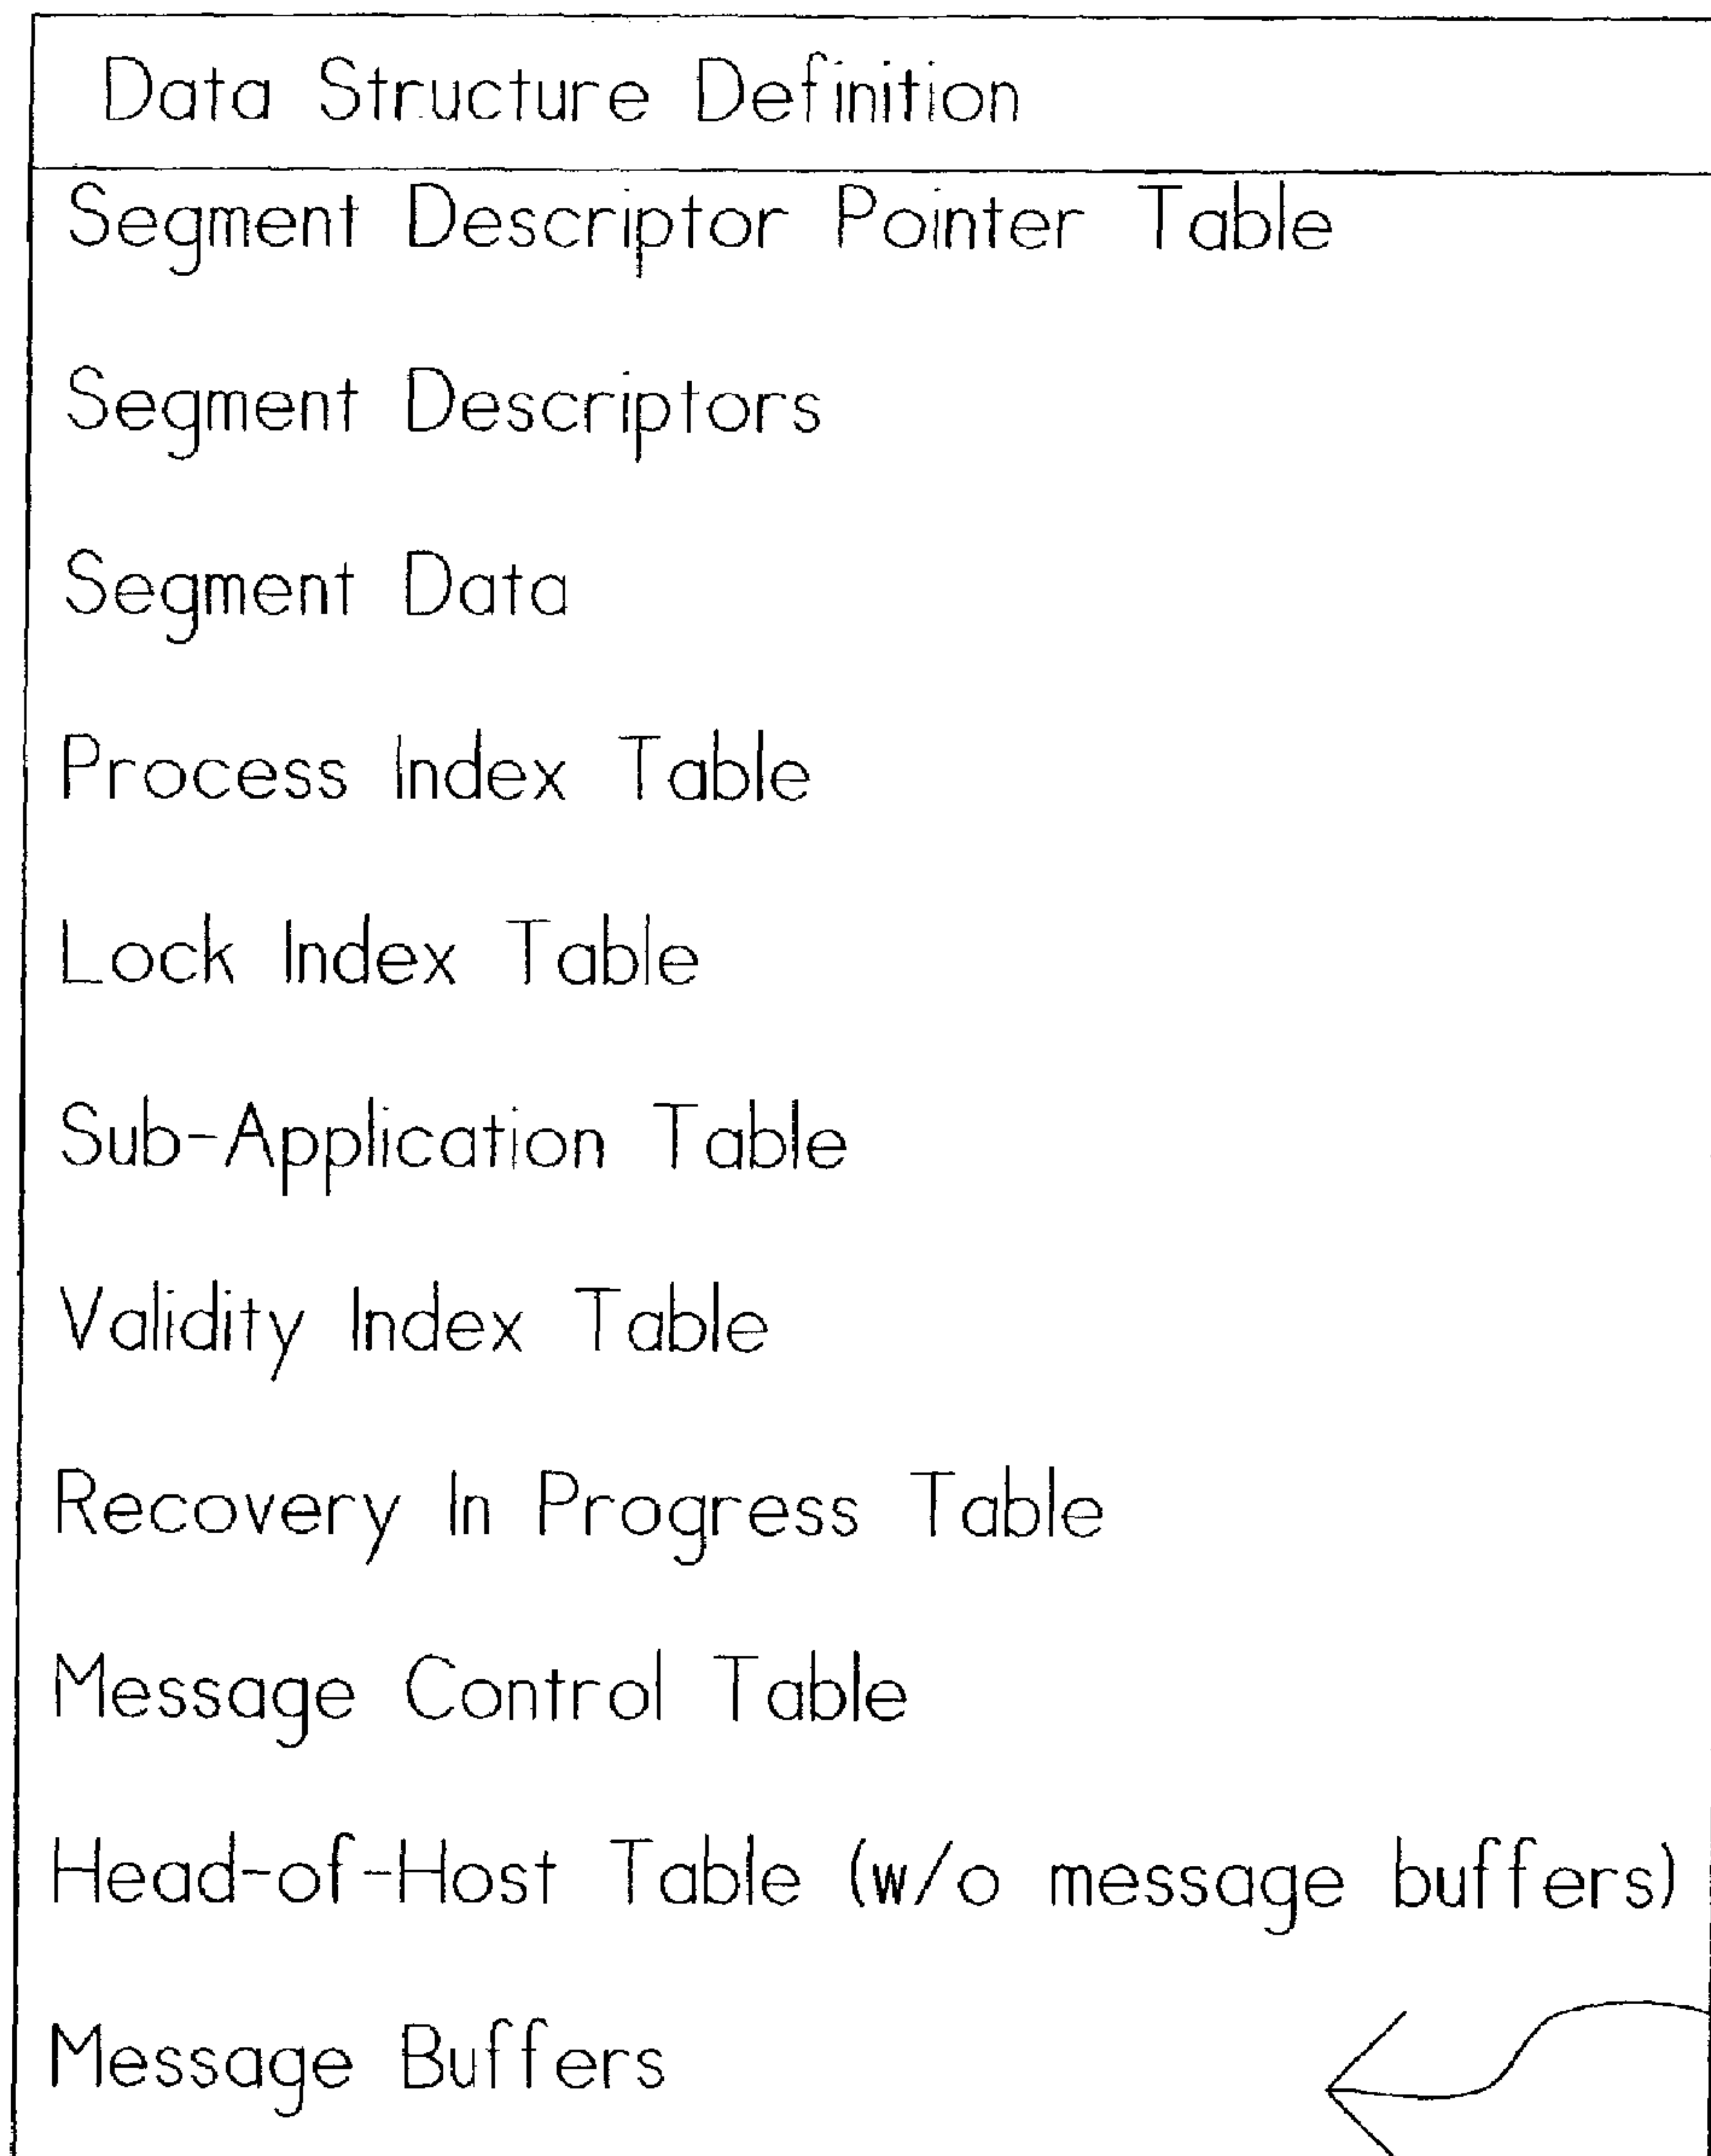 Data Structure Definition
Segment Descriptor Pointer Table
Segment Descriptors
Segment Data
Process Index Table
Lock Index Table
Sub-Application Table
Validity Index Table
Recovery In Progress Table
Message Control Table
Head-of-Host Table (w/o message buffers)
Message Buffers